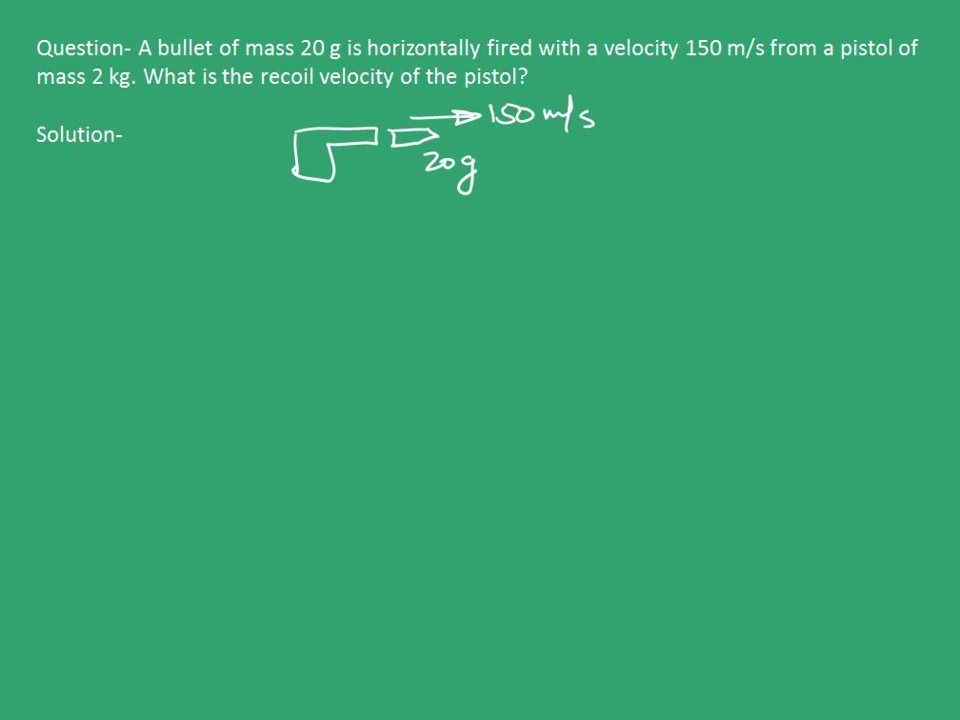 Question- A bullet of mass 20 g is horizontally fired with a velocity 150 m/s from a pistol of
mass 2 kg. What is the recoil velocity of the pistol?
150 m/s
Solution-
20g